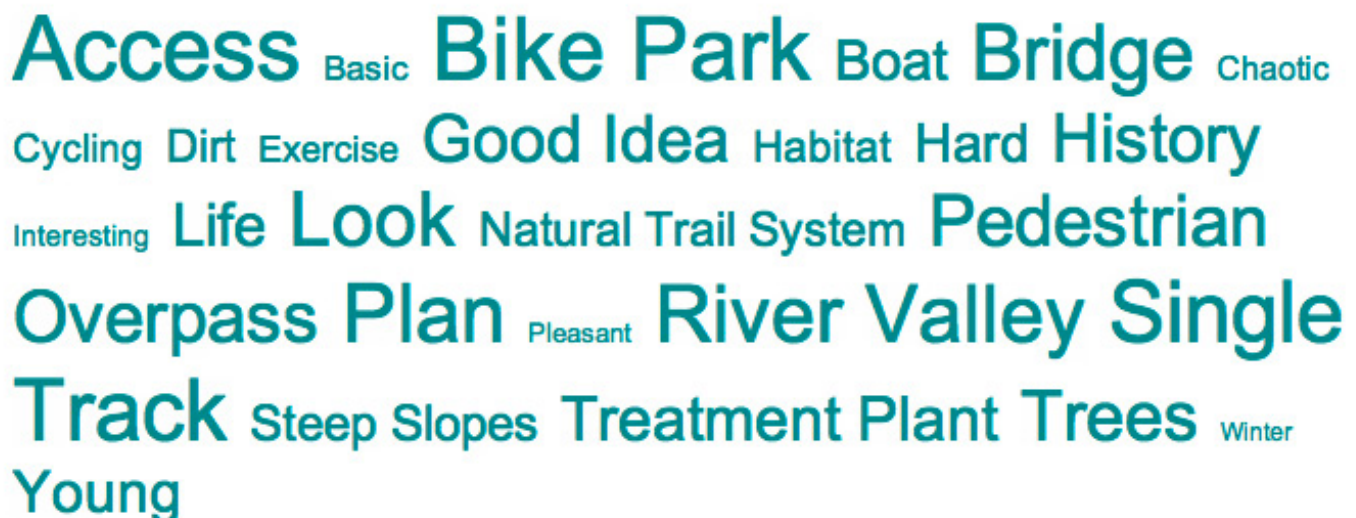 Access Basic Bike Park Boat Bridge Chaotic
Cycling Dirt Exercise Good Idea Habitat Hard History
Interesting Life Look Natural Trail System Pedestrian
Overpass Plan Pleasant River Valley Single
Track Steep Slopes Treatment Plant Trees Winter
Young